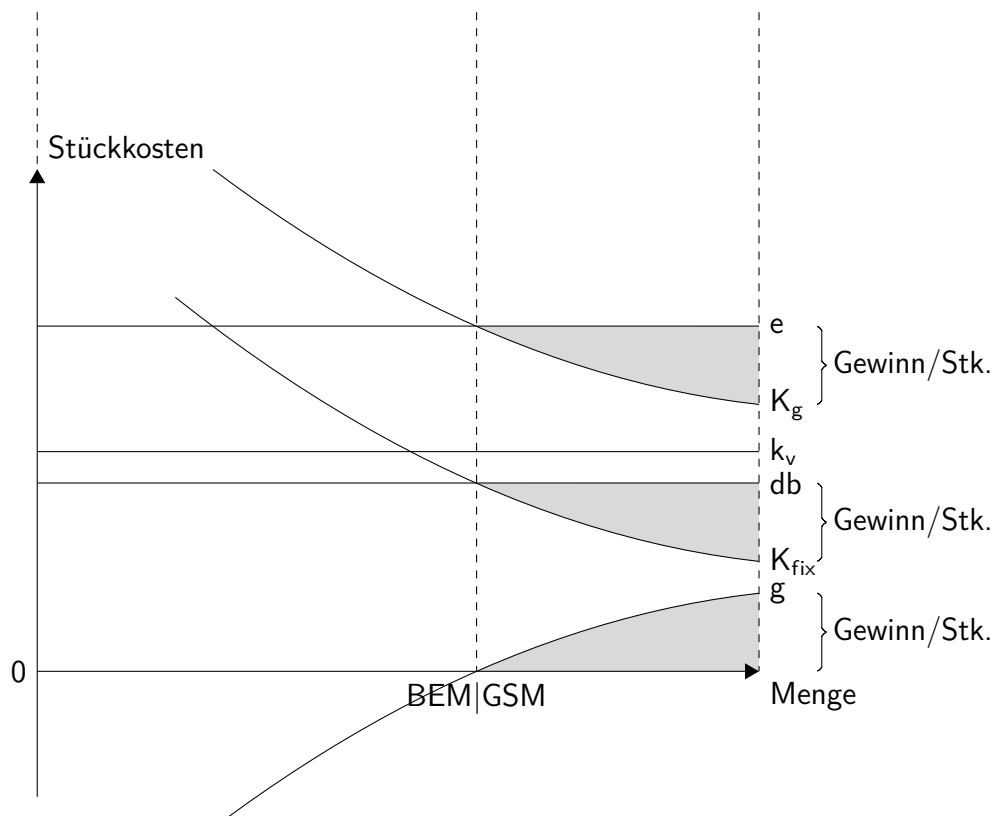 Stückkosten
e
Gewinn/Stk.
K_g
k_v
db
Gewinn/Stk.
K_fix
g
Gewinn/Stk.
0
BEM|GSM
Menge